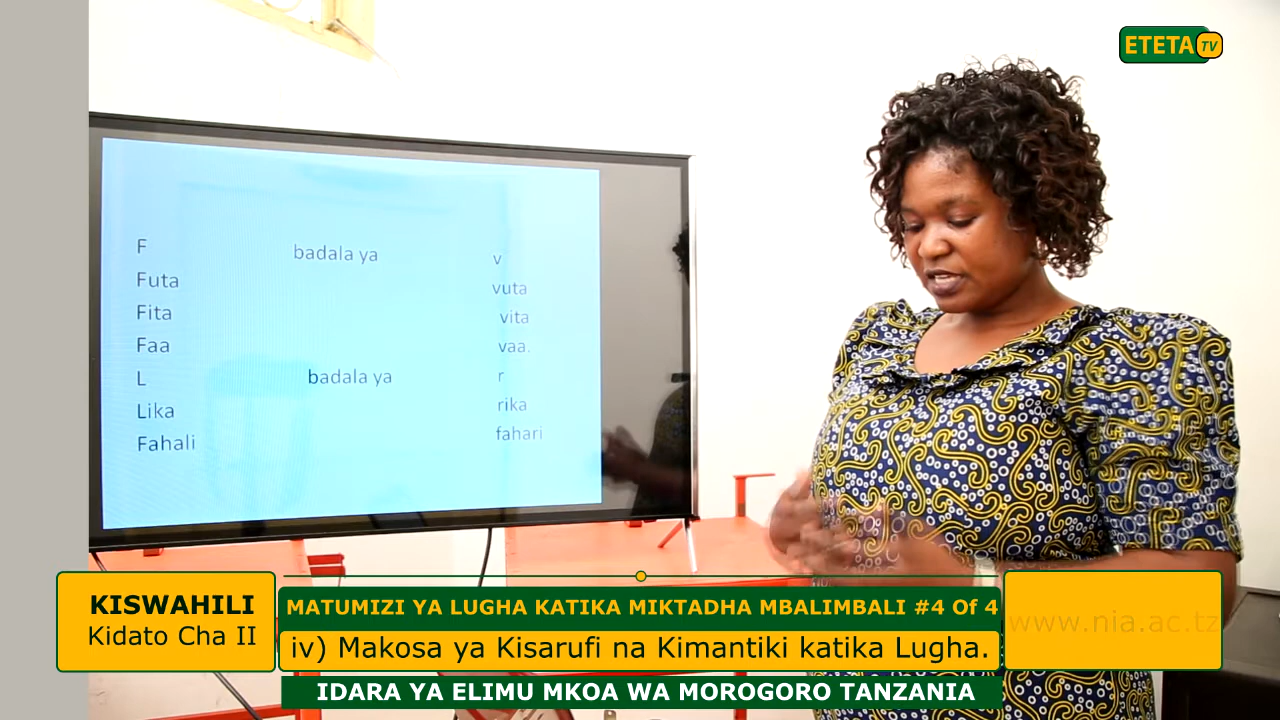 ETETA TV
F badala ya v
Futa vuta
Fita vita
Faa vaa.
L badala ya r
Lika rika
Fahali fahari
KISWAHILI
Kidato Cha II
MATUMIZI YA LUGHA KATIKA MIKTADHA MBALIMBALI #4 Of 4
iv) Makosa ya Kisarufi na Kimantiki katika Lugha.
www.nia.ac.tz
IDARA YA ELIMU MKOA WA MOROGORO TANZANIA